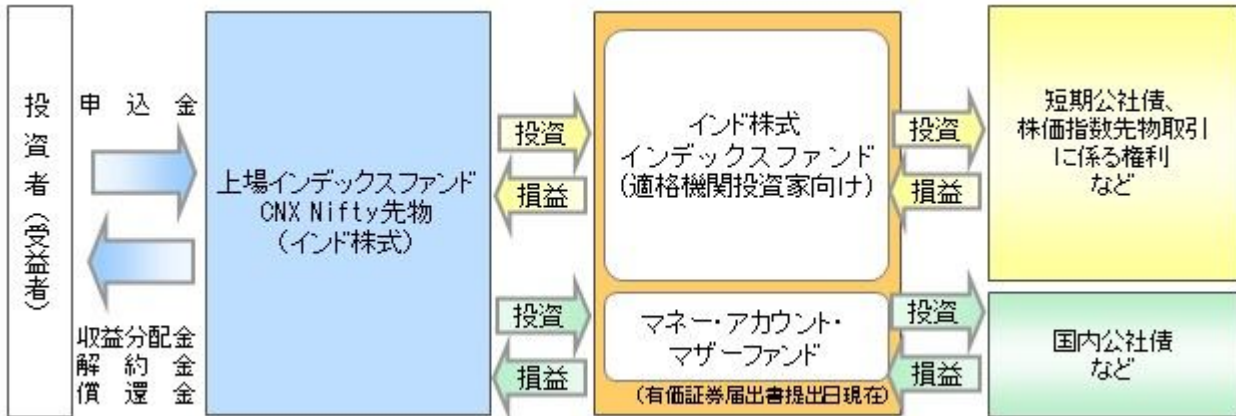 投資者（受益者）
申込金
収益分配金
解約金
償還金
上場インデックスファンド
CNX Nifty先物
（インド株式）
投資
損益
投資
損益
インド株式
インデックスファンド
（適格機関投資家向け）
マネー・アカウント・
マザーファンド
（有価証券届出書提出日現在）
投資
損益
投資
損益
短期公社債、
株価指数先物取引
に係る権利
など
国内公社債
など